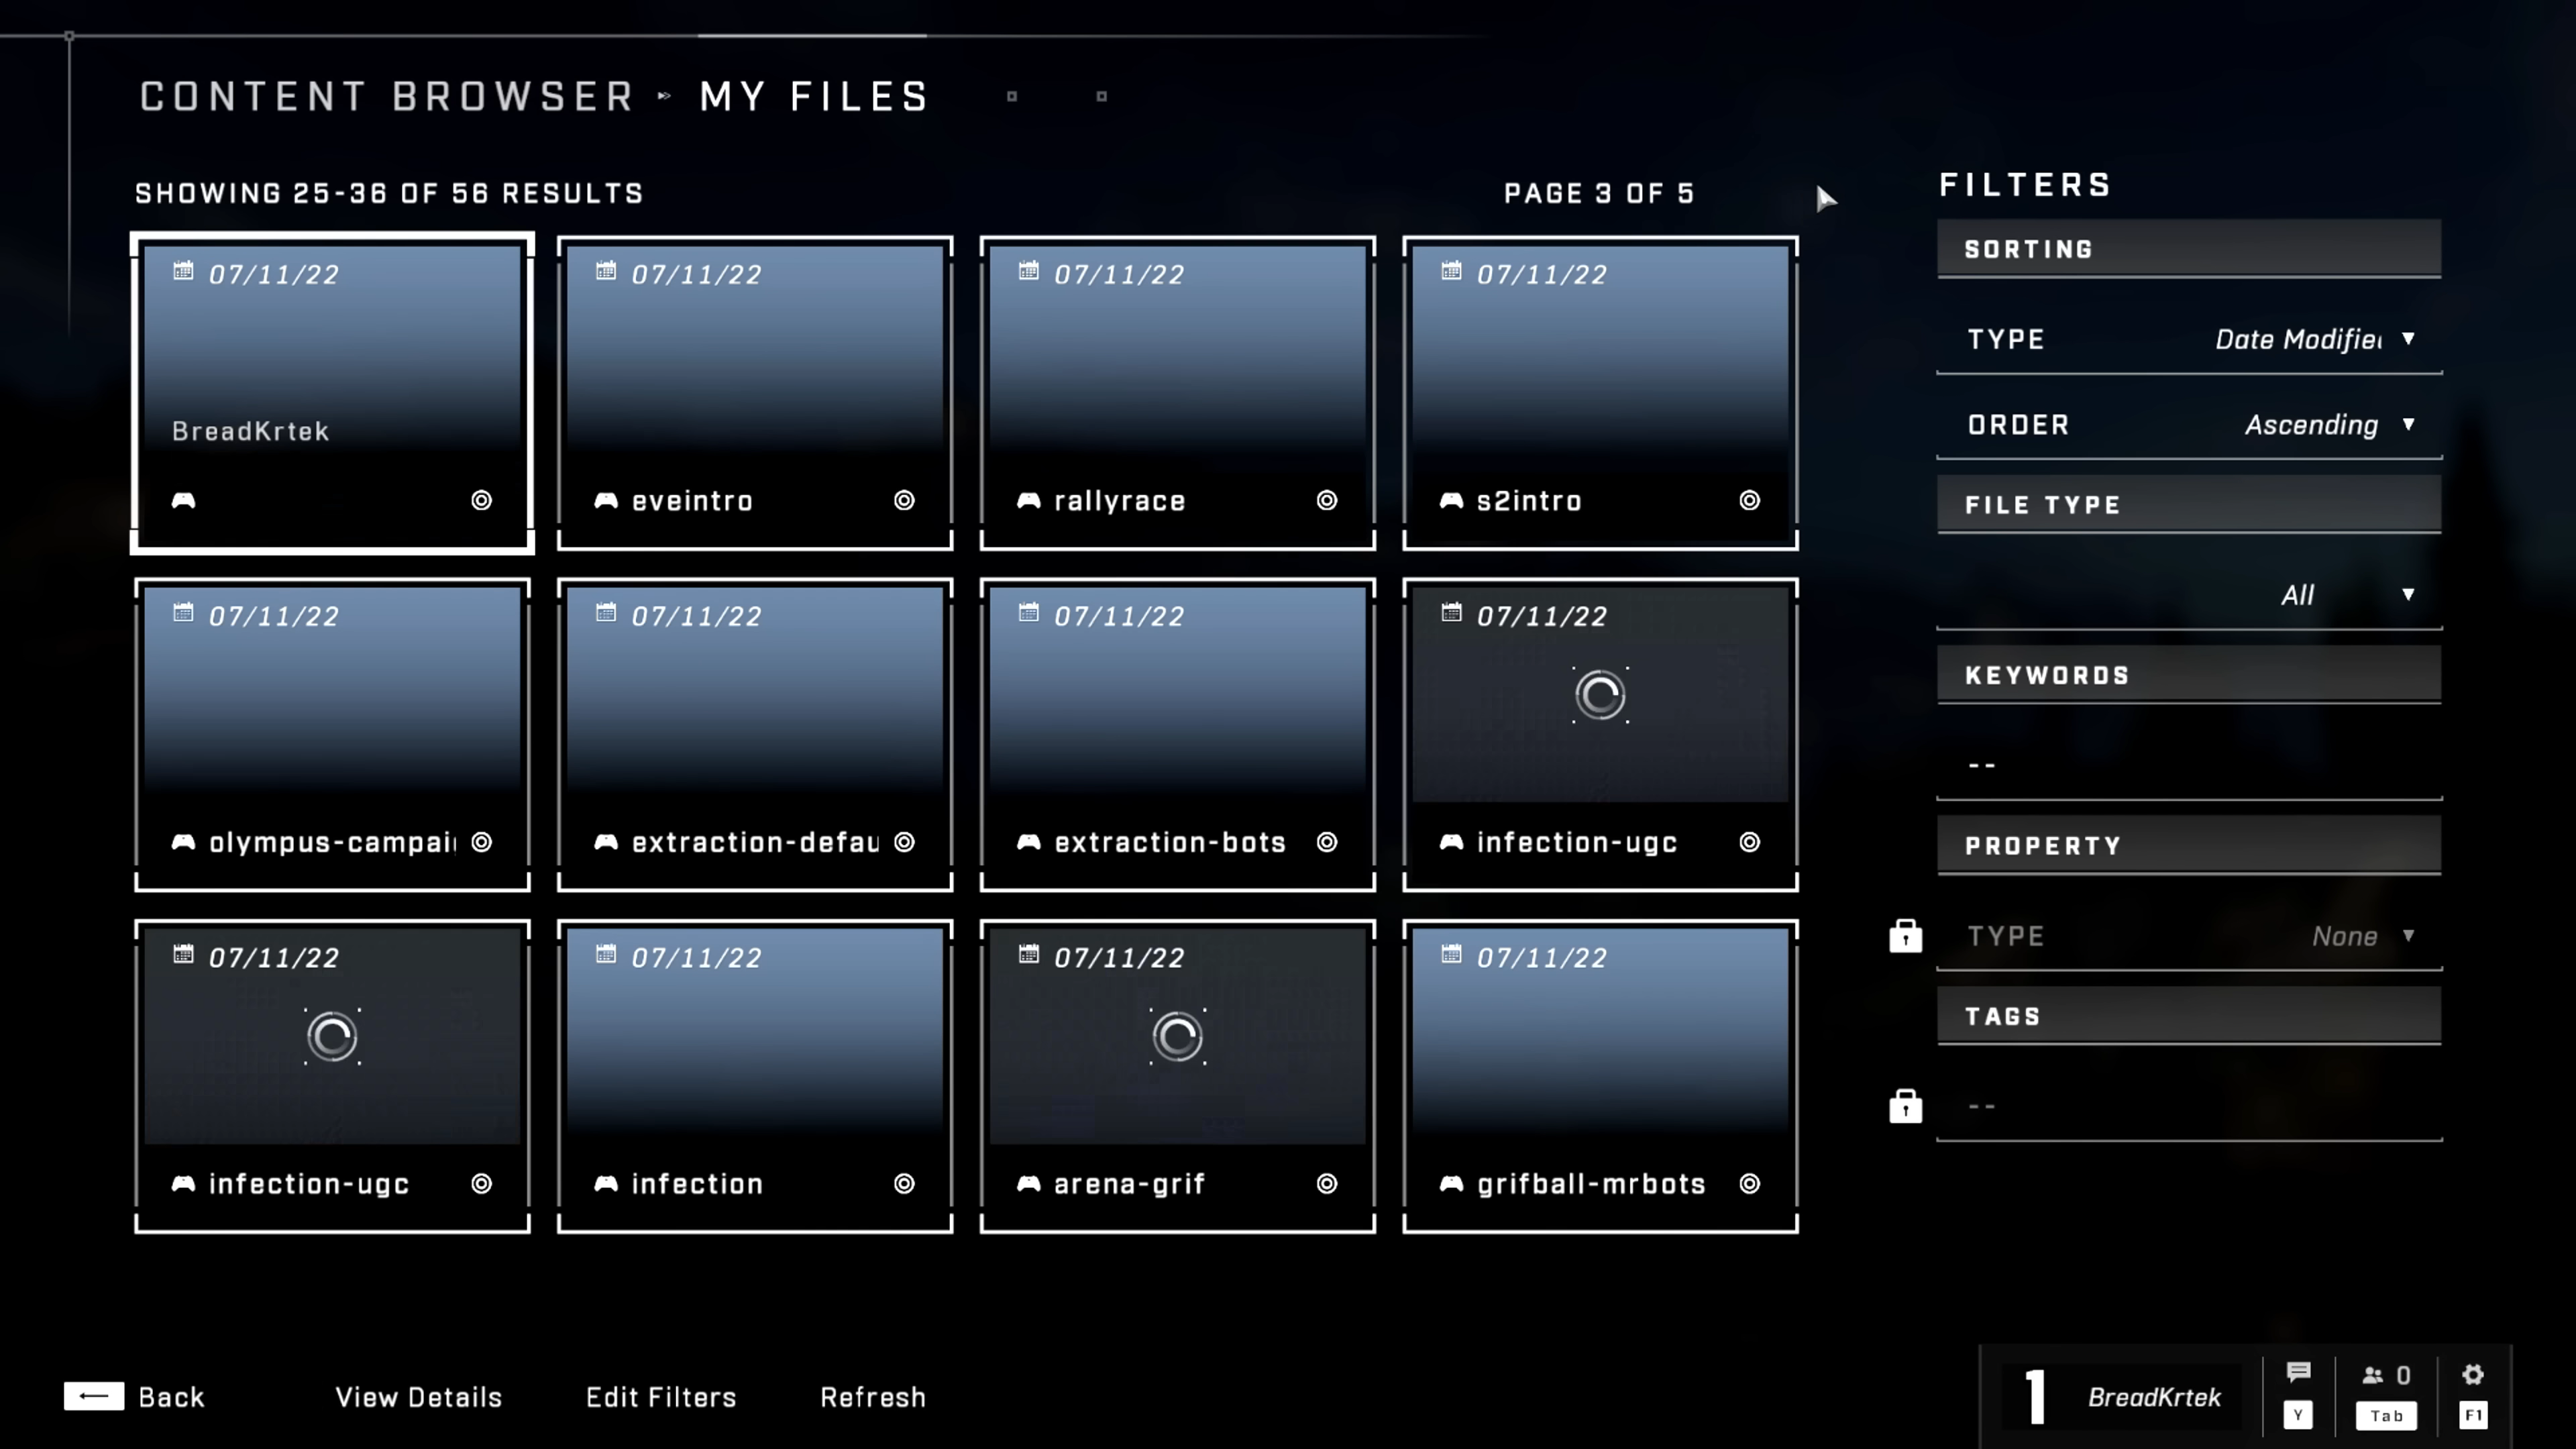 CONTENT BROWSER MY FILES
SHOWING 25-36 OF 56 RESULTS
PAGE 3 OF 5
07/11/22
BreadKrtek
07/11/22
eveintro
07/11/22
rallyrace
07/11/22
s2intro
07/11/22
olympus-campai
07/11/22
extraction-defau
07/11/22
extraction-bots
07/11/22
infection-ugc
07/11/22
infection-ugc
07/11/22
infection
07/11/22
arena-grif
07/11/22
grifball-mrbots
FILTERS
SORTING
TYPE Date Modifie
ORDER Ascending
FILE TYPE
All
KEYWORDS
--
PROPERTY
TYPE None
TAGS
--
Back View Details Edit Filters Refresh
1 BreadKrtek
0
Y Tab F1